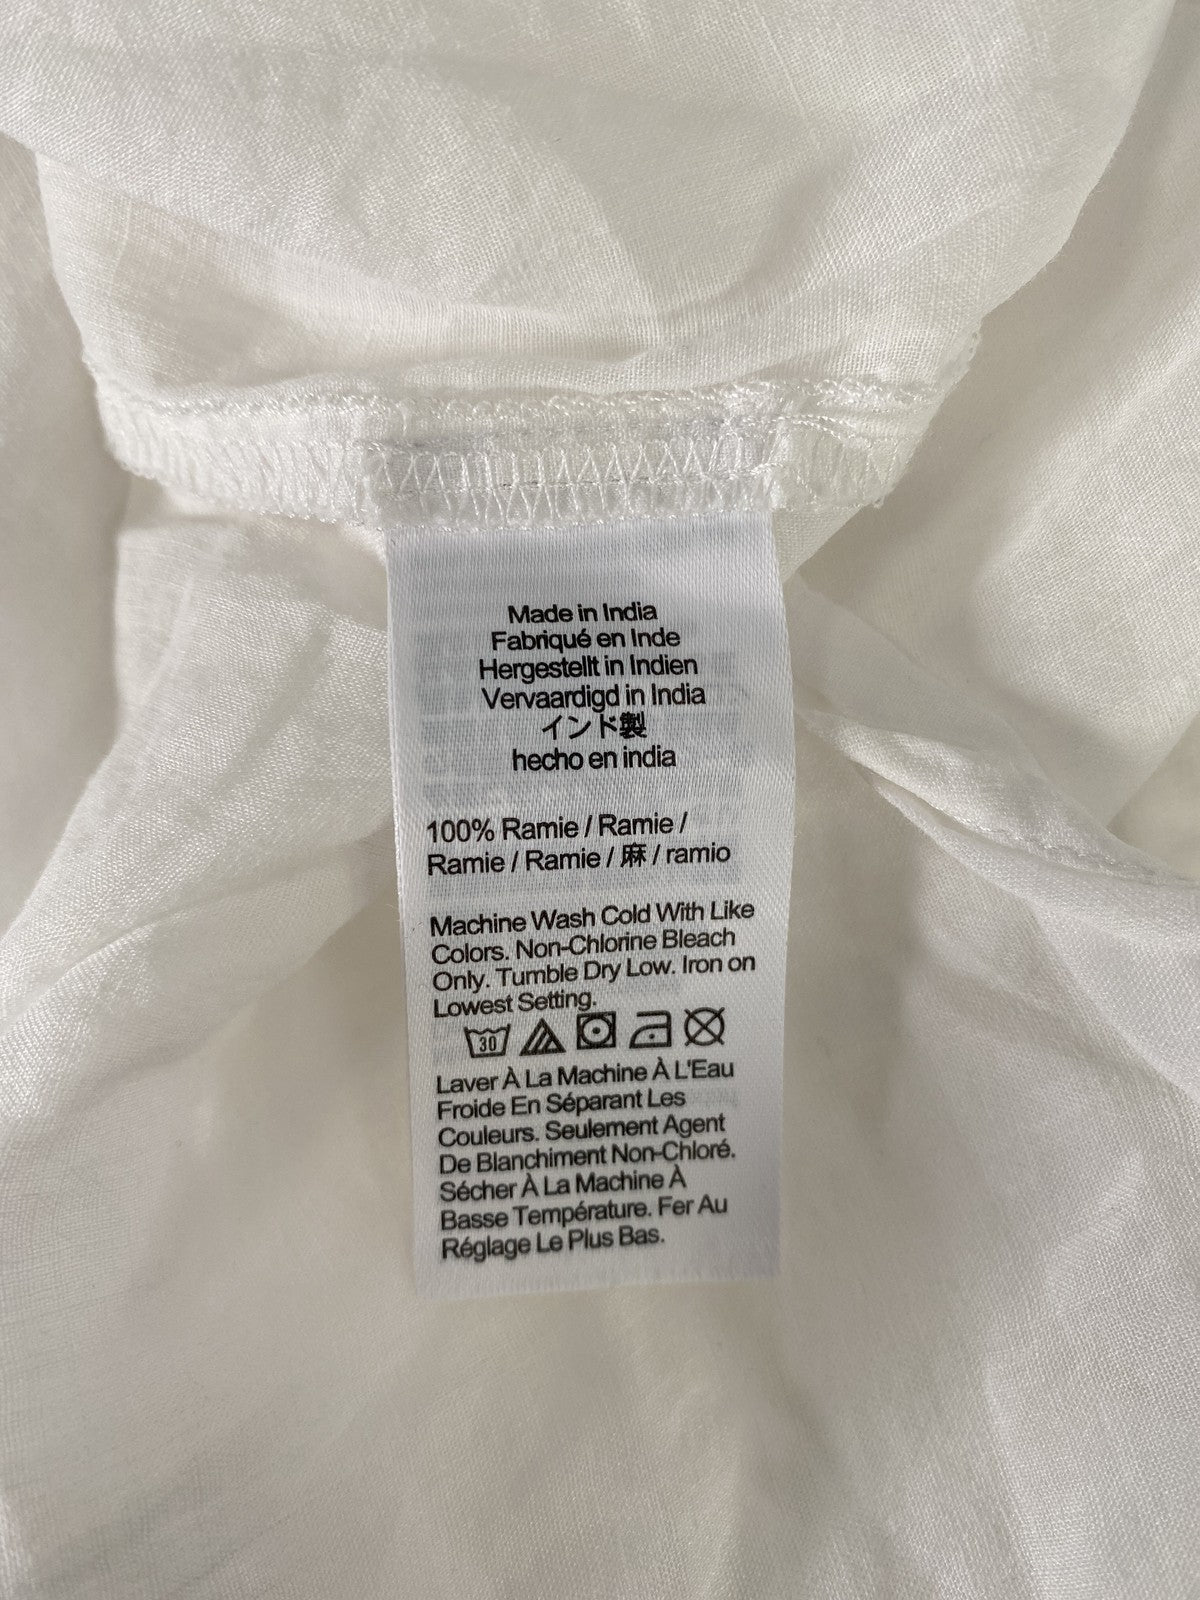 Made in India
Fabriqué en Inde
Hergestellt in Indien
Vervaardigd in India
インド製
hecho en india
100% Ramie / Ramie /
Ramie / Ramie / 麻 / ramio
Machine Wash Cold With Like
Colors. Non-Chlorine Bleach
Only. Tumble Dry Low. Iron on
Lowest Setting.
30
Laver À La Machine À L'Eau
Froide En Séparant Les
Couleurs. Seulement Agent
De Blanchiment Non-Chloré.
Sécher À La Machine À
Basse Température. Fer Au
Réglage Le Plus Bas.